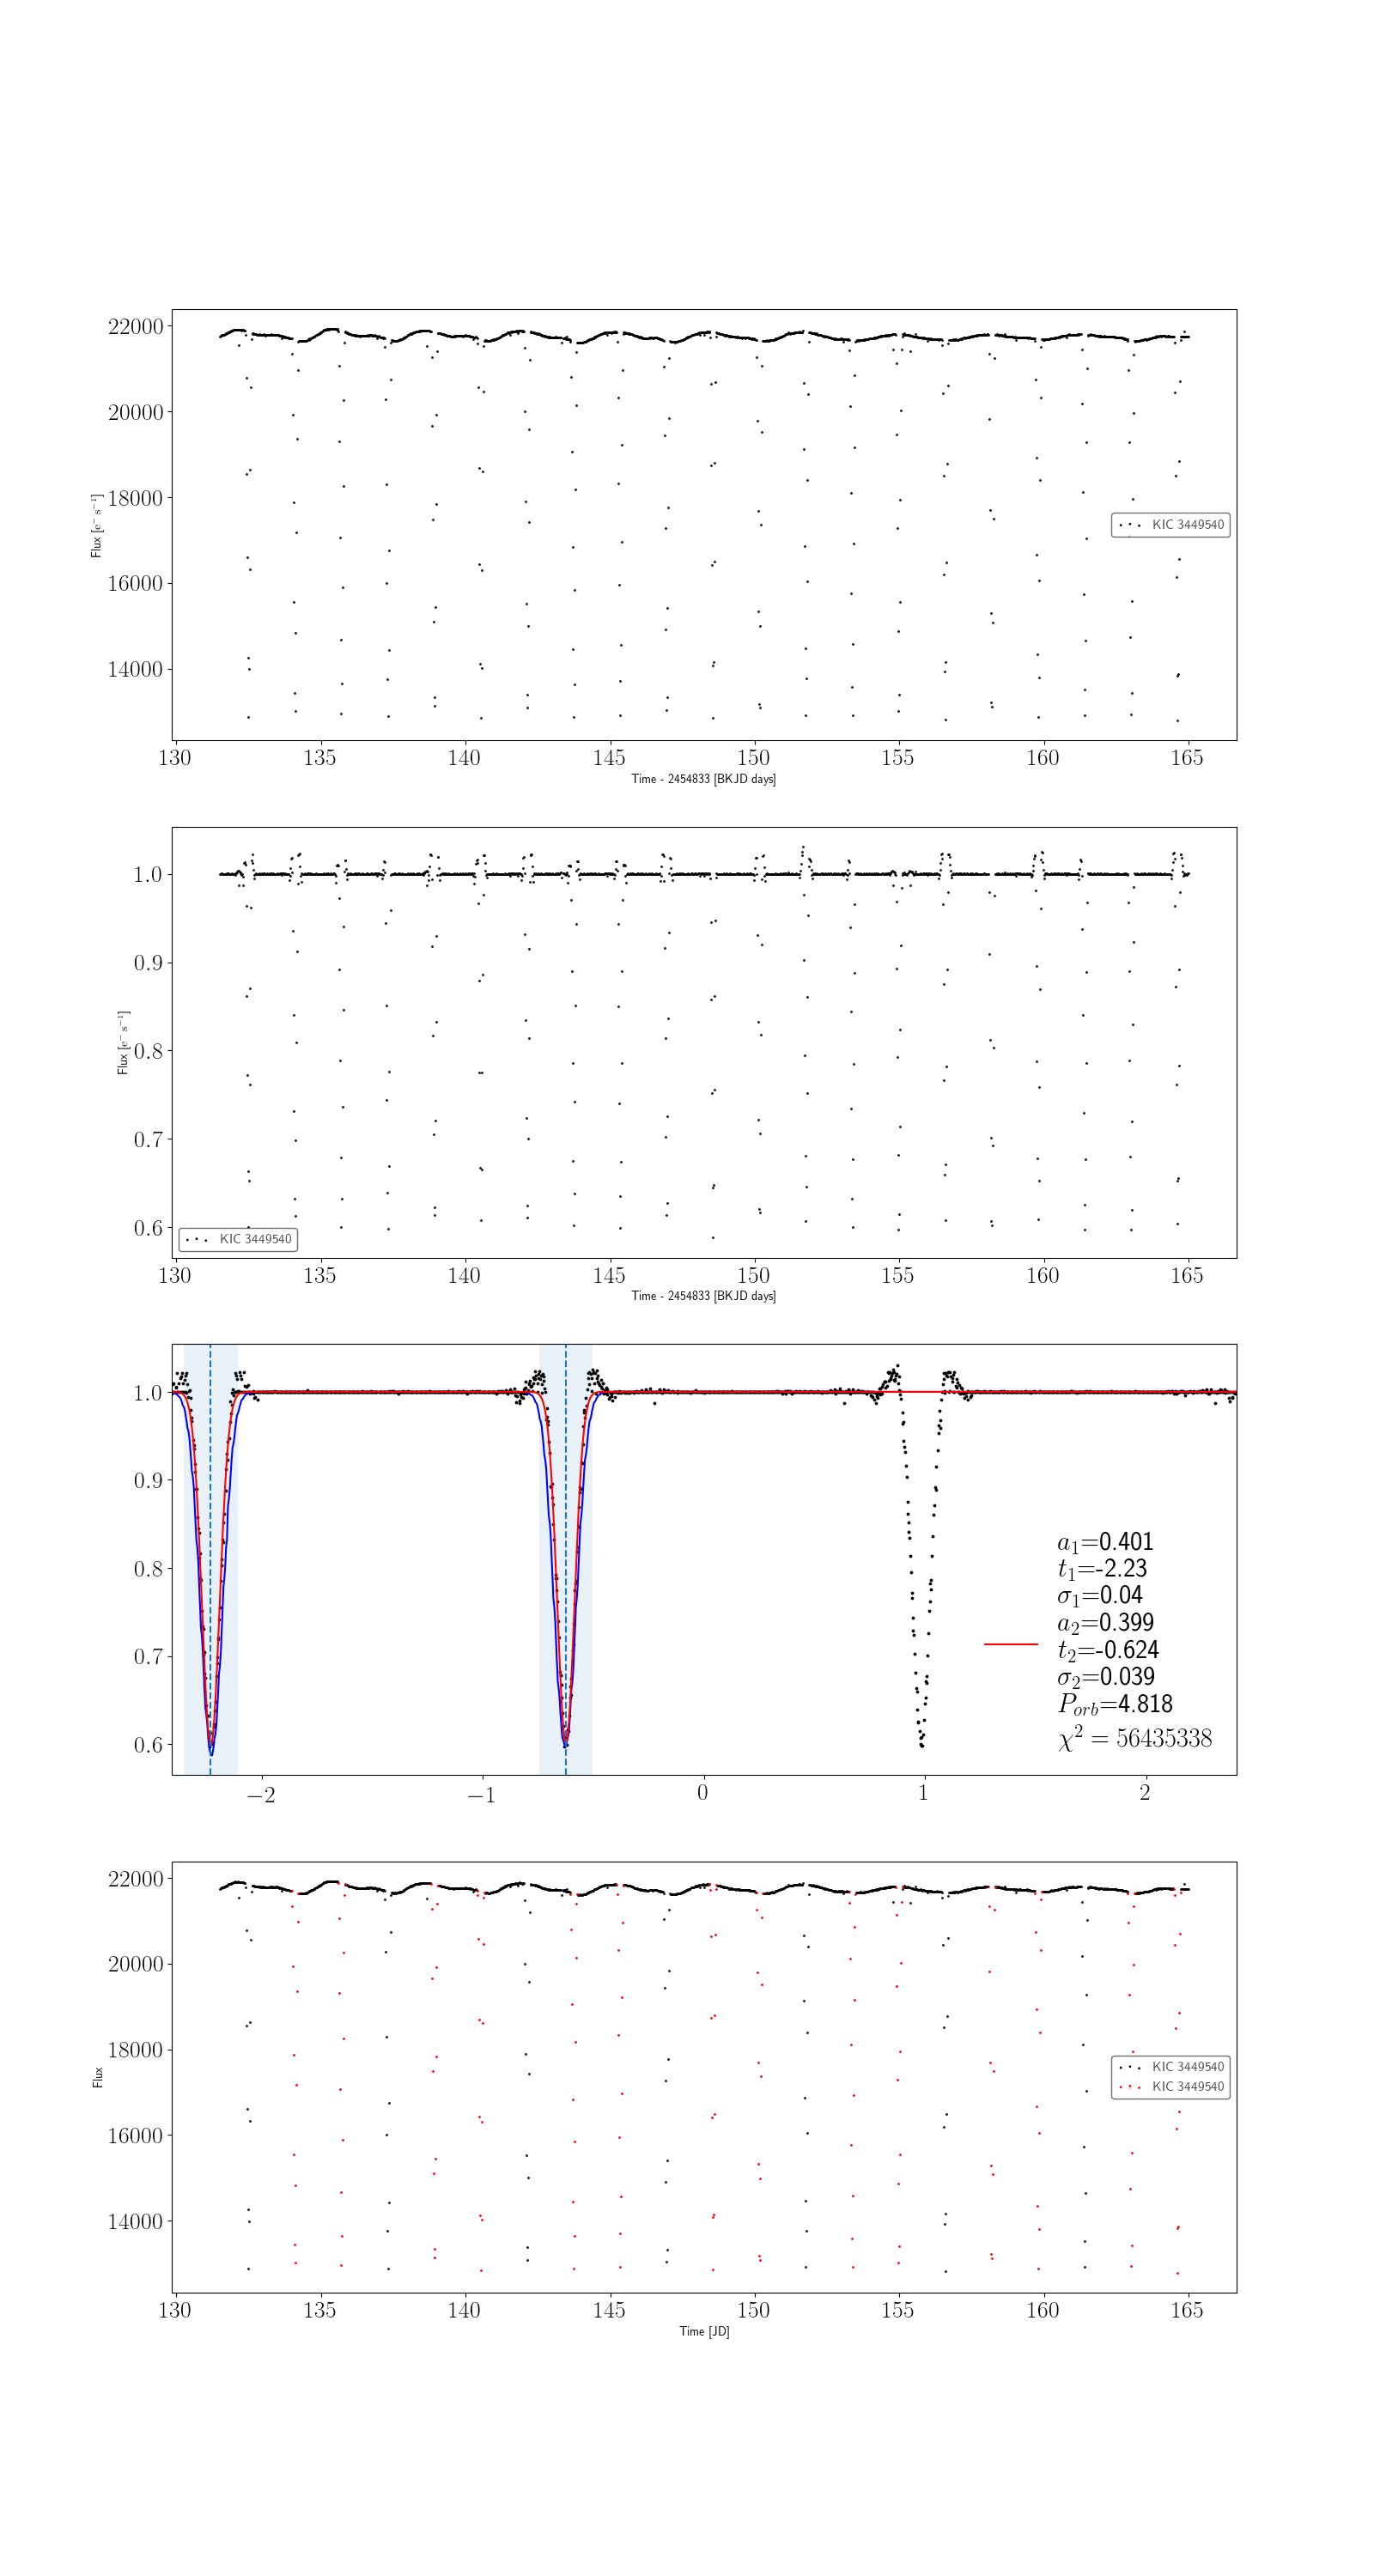 22000
20000
18000
16000
14000
Flux [e⁻ s⁻¹]
KIC 3449540
130 135 140 145 150 155 160 165
Time - 2454833 [BKJD days]
1.0
0.9
0.8
0.7
0.6
Flux [e⁻ s⁻¹]
KIC 3449540
130 135 140 145 150 155 160 165
Time - 2454833 [BKJD days]
1.0
0.9
0.8
0.7
0.6
a₁=0.401
t₁=-2.23
σ₁=0.04
a₂=0.399
t₂=-0.624
σ₂=0.039
Pₒᵣb=4.818
χ² = 56435338
−2 −1 0 1 2
22000
20000
18000
16000
14000
Flux
KIC 3449540
KIC 3449540
130 135 140 145 150 155 160 165
Time [JD]